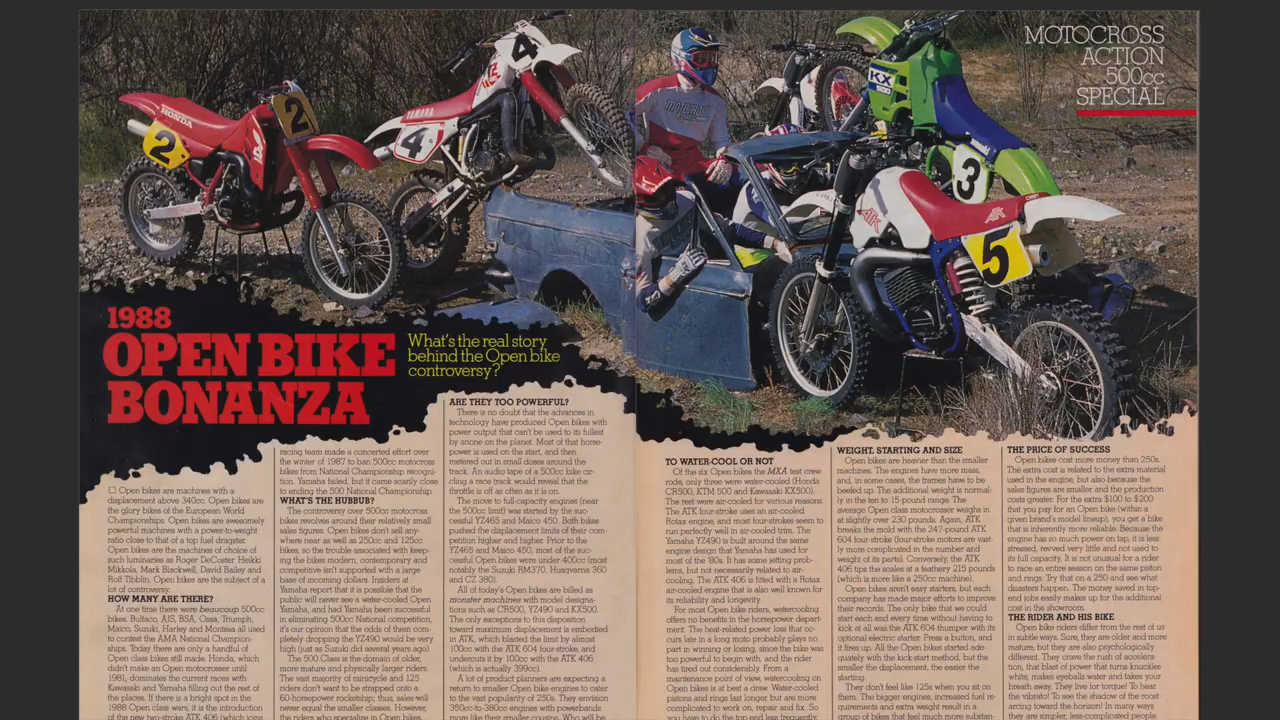 MOTOCROSS
ACTION
500cc
SPECIAL
HONDA
2
2
4
YAMAHA
4
KX
500
3
ATK
ATK
5
1988
OPEN BIKE
BONANZA
What's the real story
behind the Open bike
controversy?
□ Open bikes are machines with a
displacement above 340cc. Open bikes are
the glory bikes of the European World
Championships. Open bikes are awesomely
powerful machines with a power-to-weight
ratio close to that of a top fuel dragster.
Open bikes are the machines of choice of
such luminaries as Roger DeCoster, Heikki
Mikkola, Mark Blackwell, David Bailey and
Rolf Tibblin. Open bikes are the subject of a
lot of controversy.
HOW MANY ARE THERE?
At one time there were beaucoup 500cc
bikes. Bultaco, AJS, BSA, Ossa, Triumph,
Maico, Suzuki, Harley and Montesa all used
to contest the AMA National Champion-
ships. Today there are only a handful of
Open class bikes still made. Honda, which
didn't make an Open motocrosser until
1981, dominates the current races with
Kawasaki and Yamaha filling out the rest of
the places. If there is a bright spot in the
1988 Open class wars, it is the introduction
of the new two-stroke ATK 406 (which joins
racing team made a concerted effort over
the winter of 1987 to ban 500cc motocross
bikes from National Championship recogni-
tion. Yamaha failed, but it came scarily close
to ending the 500 National Championship
WHAT'S THE HUBBUB?
The controversy over 500cc motocross
bikes revolves around their relatively small
sales figures. Open bikes don't sell any-
where near as well as 250cc and 125cc
bikes, so the trouble associated with keep-
ing the bikes modern, contemporary and
competitive isn't supported with a large
base of incoming dollars. Insiders at
Yamaha report that it is possible that the
public will never see a water-cooled Open
Yamaha, and had Yamaha been successful
in eliminating 500cc National competition,
it's our opinion that the odds of them com-
pletely dropping the YZ490 would be very
high (just as Suzuki did several years ago).
The 500 Class is the domain of older,
more mature and physically larger riders.
The vast majority of minicycle and 125
riders don't want to be strapped onto a
60-horsepower rocketship; thus, sales will
never equal the smaller classes. However,
the riders who specialize in Open bikes
ARE THEY TOO POWERFUL?
There is no doubt that the advances in
technology have produced Open bikes with
power output that can't be used to its fullest
by anone on the planet. Most of that horse-
power is used on the start, and then
metered out in small doses around the
track. An audio tape of a 500cc bike cir-
cling a race track would reveal that the
throttle is off as often as it is on.
The move to full-capacity engines (near
the 500cc limit) was started by the suc-
cessful YZ465 and Maico 450. Both bikes
pushed the displacement limits of their com-
petition higher and higher. Prior to the
YZ465 and Maico 450, most of the suc-
cessful Open bikes were under 400cc (most
notably the Suzuki RM370, Husqvarna 360
and CZ 380).
All of today's Open bikes are billed as
monster machines with model designa-
tions such as CR500, YZ490 and KX500.
The only exceptions to this disposition
toward maximum displacement is embodied
in ATK, which blasted the limit by almost
100cc with the ATK 604 four-stroke, and
undercuts it by 100cc with the ATK 406
(which is actually 399cc).
A lot of product planners are expecting a
return to smaller Open bike engines to cater
to the vast popularity of 250s. They envision
350cc-to-380cc engines with powerbands
more like their smaller cousins. Who will be
TO WATER-COOL OR NOT
Of the six Open bikes the MXA test crew
rode, only three were water-cooled (Honda
CR500, KTM 500 and Kawasaki KX500).
The rest were air-cooled for various reasons.
The ATK four-stroke uses an air-cooled
Rotax engine, and most four-strokes seem to
run perfectly well in air-cooled trim. The
Yamaha YZ490 is built around the same
engine design that Yamaha has used for
most of the '80s. It has some jetting prob-
lems, but not necessarily related to air-
cooling. The ATK 406 is fitted with a Rotax
air-cooled engine that is also well known for
its reliability and longevity.
For most Open bike riders, watercooling
offers no benefits in the horsepower depart-
ment. The heat-related power loss that oc-
curs late in a long moto probably plays no
part in winning or losing, since the bike was
too powerful to begin with, and the rider
has tired out considerably. From a
maintenance point of view, watercooling on
Open bikes is at best a draw. Water-cooled
pistons and rings last longer but are more
complicated to work on, repair and fix. So
you have to do the top end less frequently,
WEIGHT, STARTING AND SIZE
Open bikes are heavier than the smaller
machines. The engines have more mass,
and, in some cases, the frames have to be
beefed up. The additional weight is normal-
ly in the ten to 15-pound range. The
average Open class motocrosser weighs in
at slightly over 230 pounds. Again, ATK
breaks the mold with the 247-pound ATK
604 four-stroke (four-stroke motors are vast-
ly more complicated in the number and
weight of its parts). Conversely, the ATK
406 tips the scales at a feathery 215 pounds
(which is more like a 250cc machine).
Open bikes aren't easy starters, but each
company has made major efforts to improve
their records. The only bike that we could
start each and every time without having to
kick at all was the ATK 604 thumper with its
optional electric starter. Press a button, and
it fires up. All the Open bikes started ade-
quately with the kick-start method, but the
smaller the displacement, the easier the
starting.
They don't feel like 125s when you sit on
them. The bigger engines, increased fuel re-
quirements and extra weight result in a
group of bikes that feel much more substan-
THE PRICE OF SUCCESS
Open bikes cost more money than 250s.
The extra cost is related to the extra material
used in the engine, but also because the
sales figures are smaller and the production
costs greater. For the extra $100 to $200
that you pay for an Open bike (within a
given brand's model lineup), you get a bike
that is inherently more reliable. Because the
engine has so much power on tap, it is less
stressed, revved very little and not used to
its full capacity. It is not unusual for a rider
to race an entire season on the same piston
and rings. Try that on a 250 and see what
disasters happen. The money saved in top-
end jobs easily makes up for the additional
cost in the showroom.
THE RIDER AND HIS BIKE
Open bike riders differ from the rest of us
in subtle ways. Sure, they are older and more
mature, but they are also psychologically
different. They crave the rush of accelera-
tion, that blast of power that turns knuckles
white, makes eyeballs water and takes your
breath away. They live for torque! To hear
the vibrato! To see the shadow of the roost
arcing toward the horizon! In many ways
they are simpler, less-complicated people.